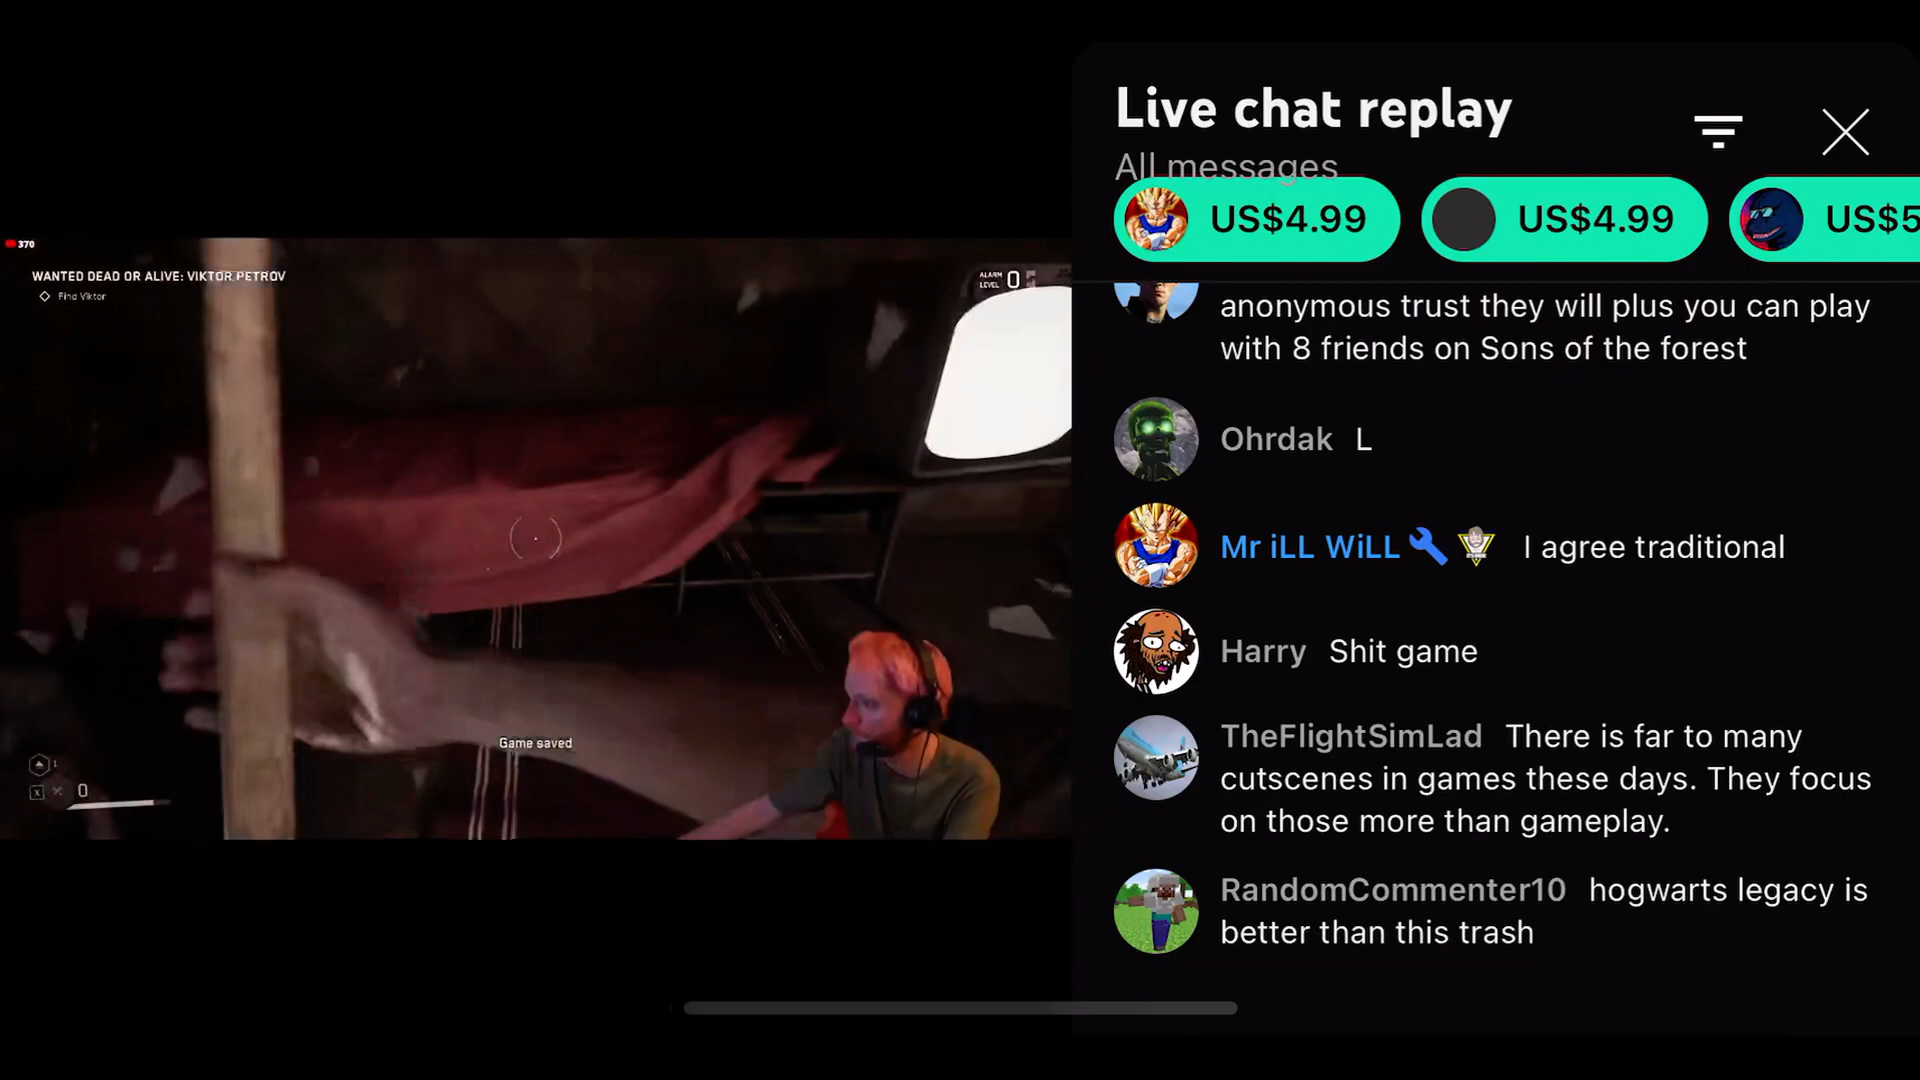 370
WANTED DEAD OR ALIVE: VIKTOR PETROV
Find Viktor
ALARM
LEVEL 0
Game saved
1
X
0
Live chat replay
All messages
US$4.99
US$4.99
US$5
anonymous trust they will plus you can play
with 8 friends on Sons of the forest
Ohrdak L
Mr iLL WiLL I agree traditional
Harry Shit game
TheFlightSimLad There is far to many
cutscenes in games these days. They focus
on those more than gameplay.
RandomCommenter10 hogwarts legacy is
better than this trash